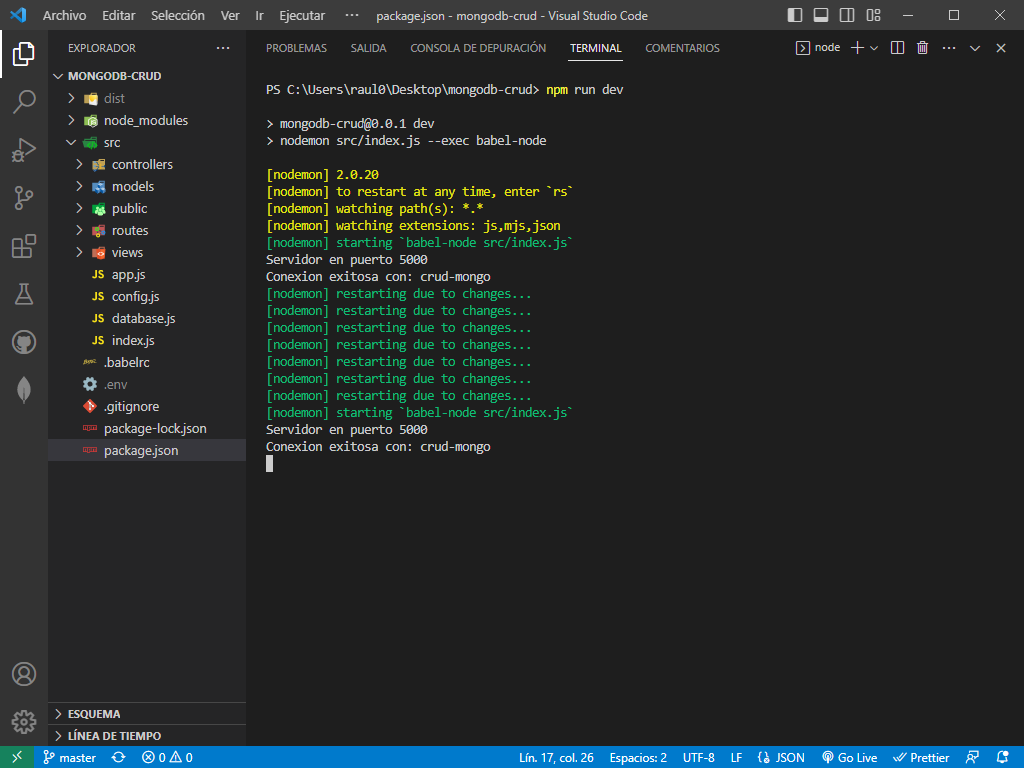 Archivo Editar Selección Ver Ir Ejecutar ··· package.json - mongodb-crud - Visual Studio Code
EXPLORADOR ···
MONGODB-CRUD
dist
node_modules
src
controllers
models
public
routes
views
JS app.js
JS config.js
JS database.js
JS index.js
.babelrc
.env
.gitignore
package-lock.json
package.json
ESQUEMA
LÍNEA DE TIEMPO
PROBLEMAS SALIDA CONSOLA DE DEPURACIÓN TERMINAL COMENTARIOS node
PS C:\Users\raul0\Desktop\mongodb-crud> npm run dev
> mongodb-crud@0.0.1 dev
> nodemon src/index.js --exec babel-node
[nodemon] 2.0.20
[nodemon] to restart at any time, enter `rs`
[nodemon] watching path(s): *.*
[nodemon] watching extensions: js,mjs,json
[nodemon] starting `babel-node src/index.js`
Servidor en puerto 5000
Conexion exitosa con: crud-mongo
[nodemon] restarting due to changes...
[nodemon] restarting due to changes...
[nodemon] restarting due to changes...
[nodemon] restarting due to changes...
[nodemon] restarting due to changes...
[nodemon] restarting due to changes...
[nodemon] restarting due to changes...
[nodemon] starting `babel-node src/index.js`
Servidor en puerto 5000
Conexion exitosa con: crud-mongo
master 0 0 Lín. 17, col. 26 Espacios: 2 UTF-8 LF {} JSON Go Live Prettier